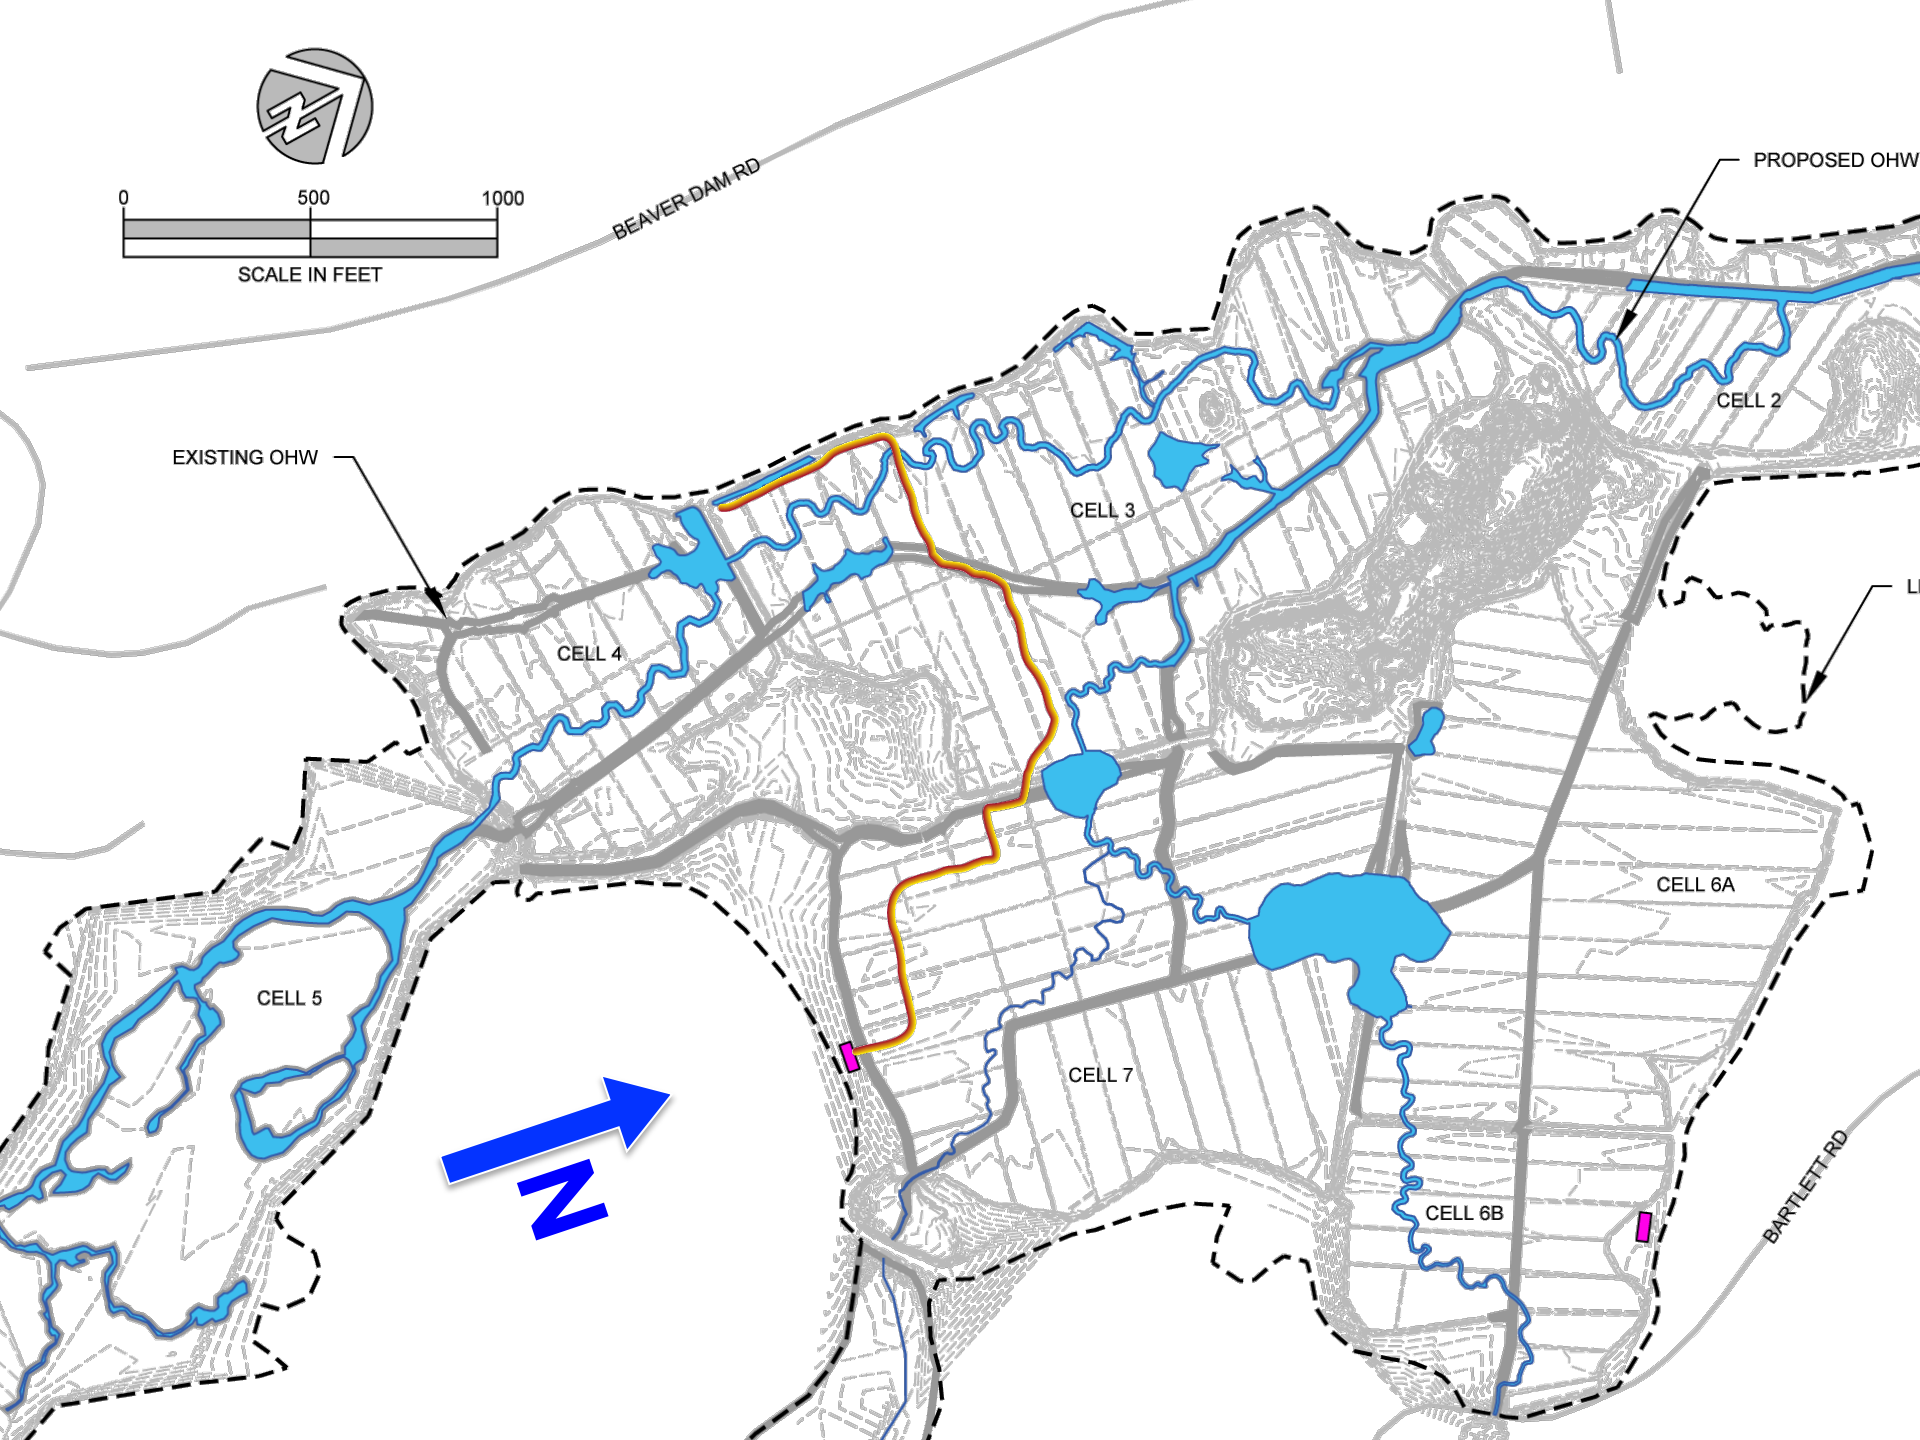 N
0 500 1000
SCALE IN FEET
BEAVER DAM RD
PROPOSED OHW
EXISTING OHW
CELL 2
CELL 3
CELL 4
LI
CELL 6A
CELL 5
CELL 7
N
CELL 6B
BARTLETT RD